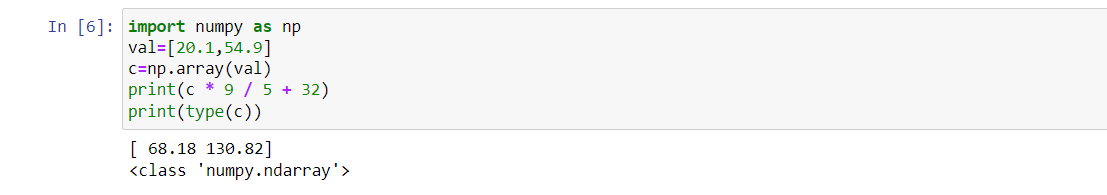 In [6]: import numpy as np
val=[20.1,54.9]
c=np.array(val)
print(c * 9 / 5 + 32)
print(type(c))
[ 68.18 130.82]
<class 'numpy.ndarray'>